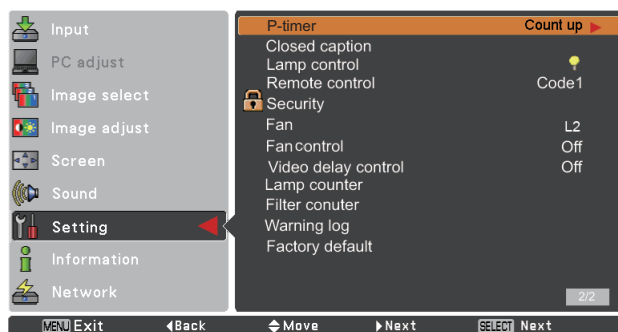 Input
PC adjust
Image select
Image adjust
Screen
Sound
Setting
Information
Network
P-timer Count up
Closed caption
Lamp control
Remote control Code1
Security
Fan L2
Fan control Off
Video delay control Off
Lamp counter
Filter conuter
Warning log
Factory default
2/2
MENU Exit Back Move Next SELECT Next